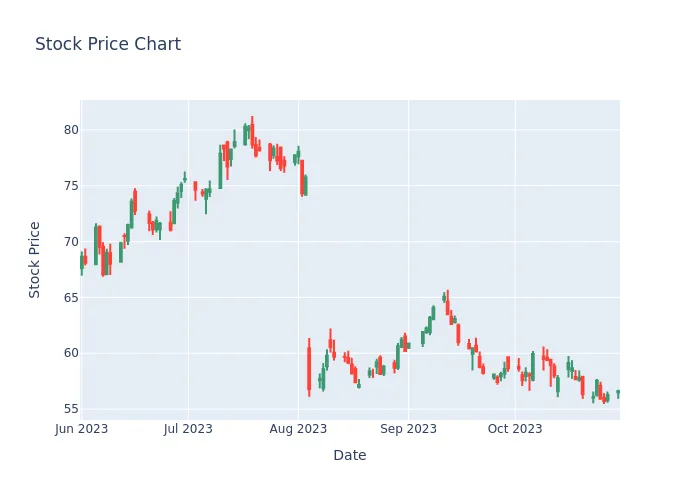 Stock Price Chart
80
75
70
65
60
55
Stock Price
Jun 2023
Jul 2023
Aug 2023
Sep 2023
Oct 2023
Date